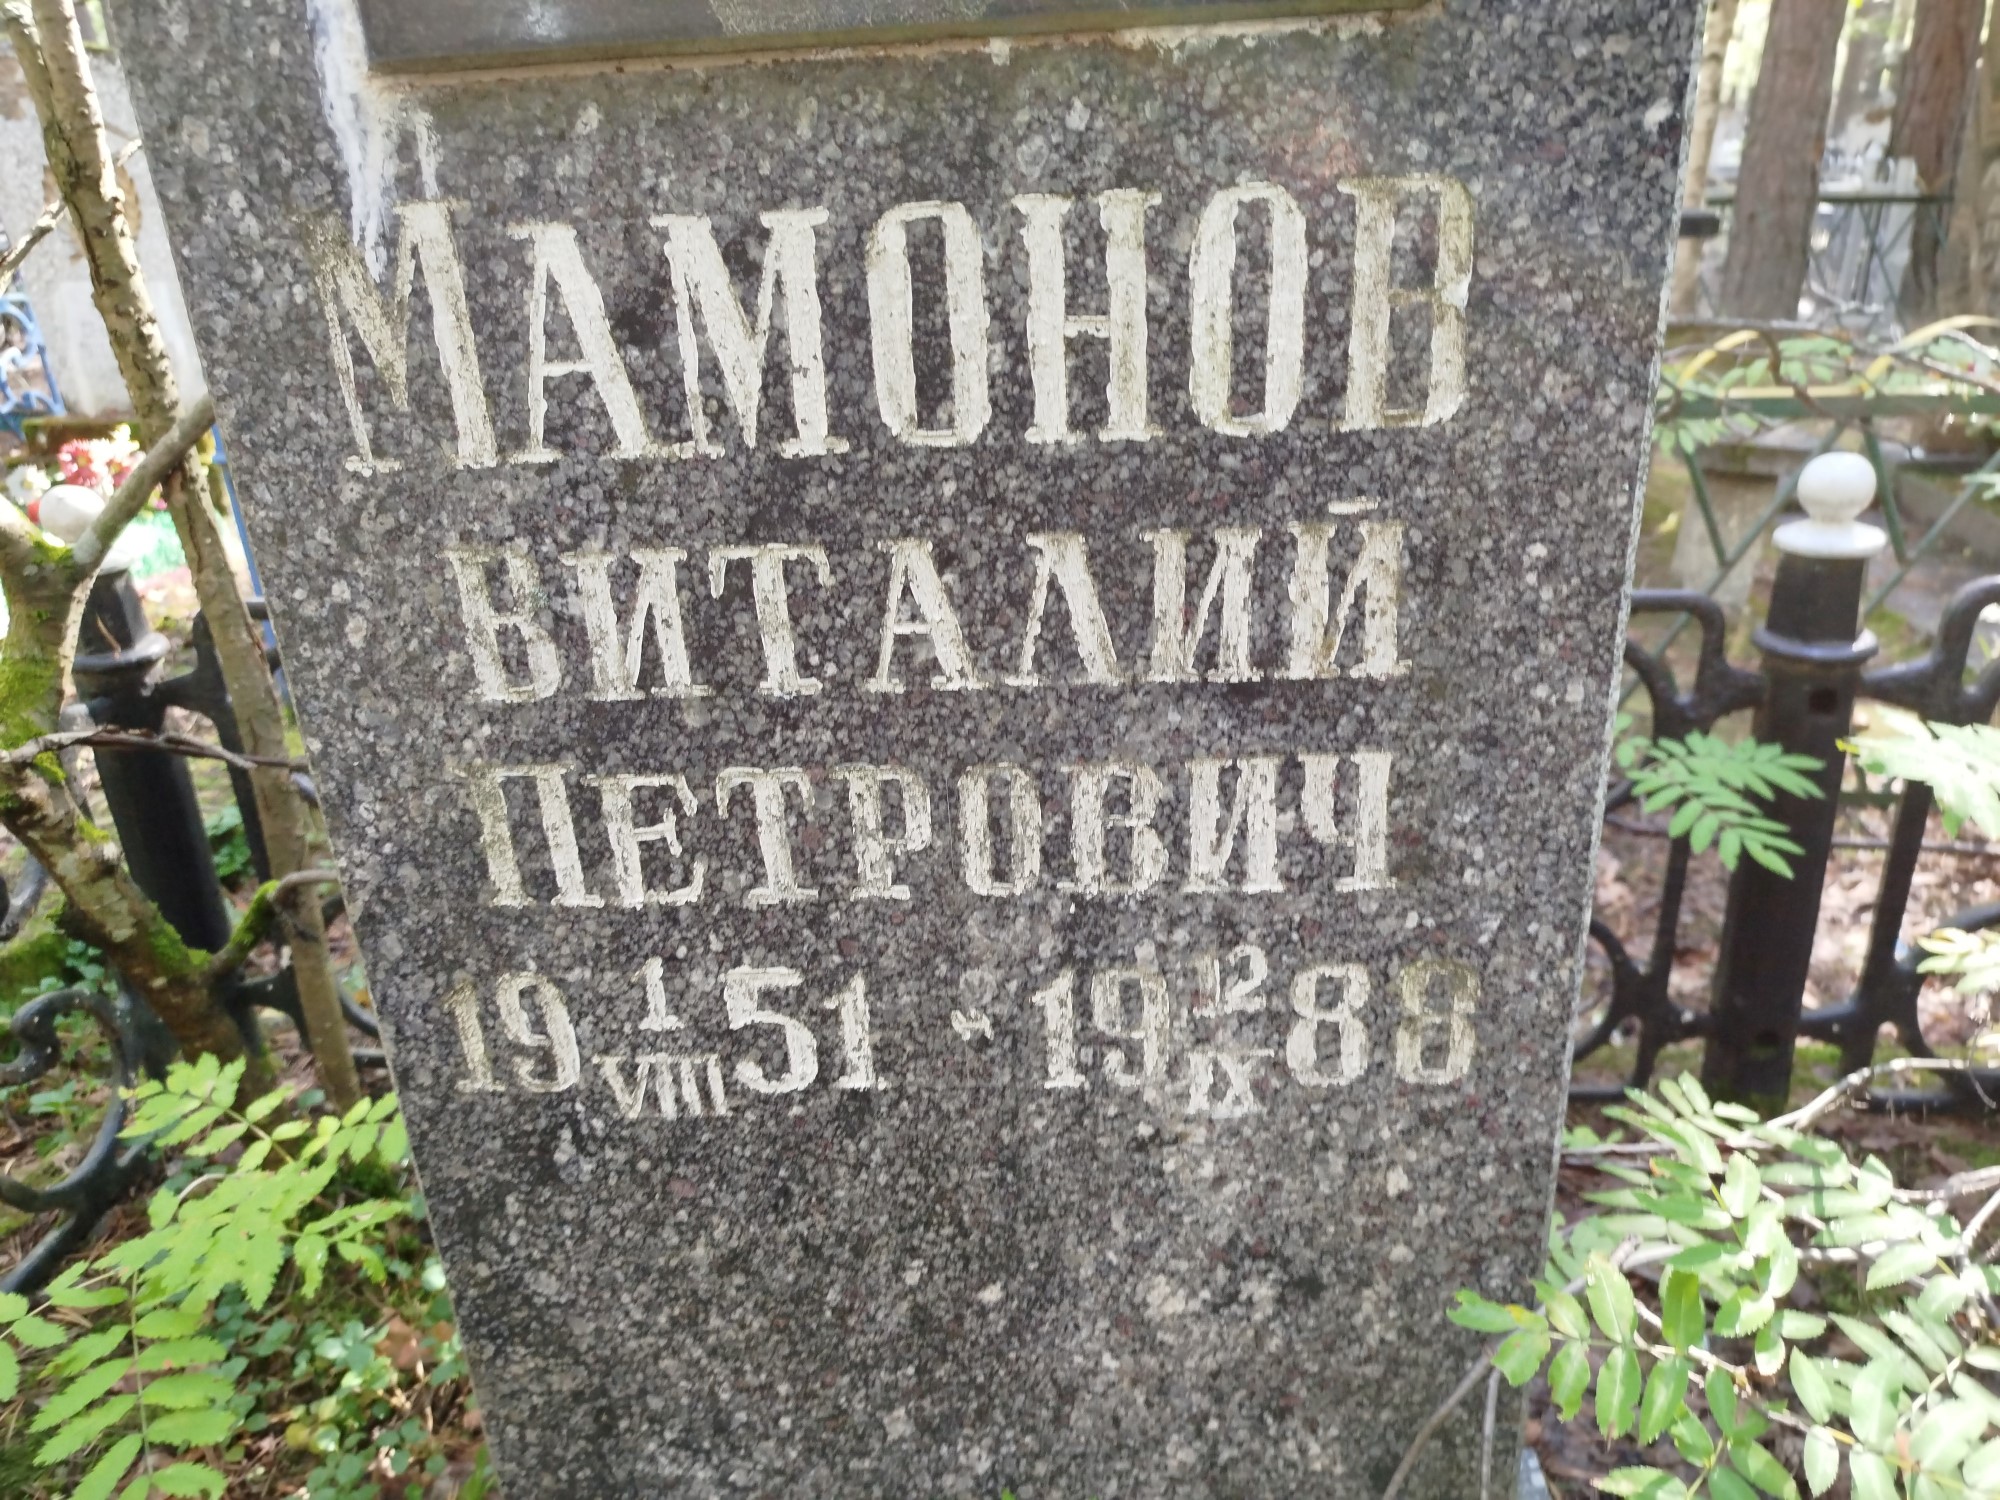 МАМОНОВ
ВИТАЛИЙ
ПЕТРОВИЧ
19 1/VIII 51 - 19 12/IX 88